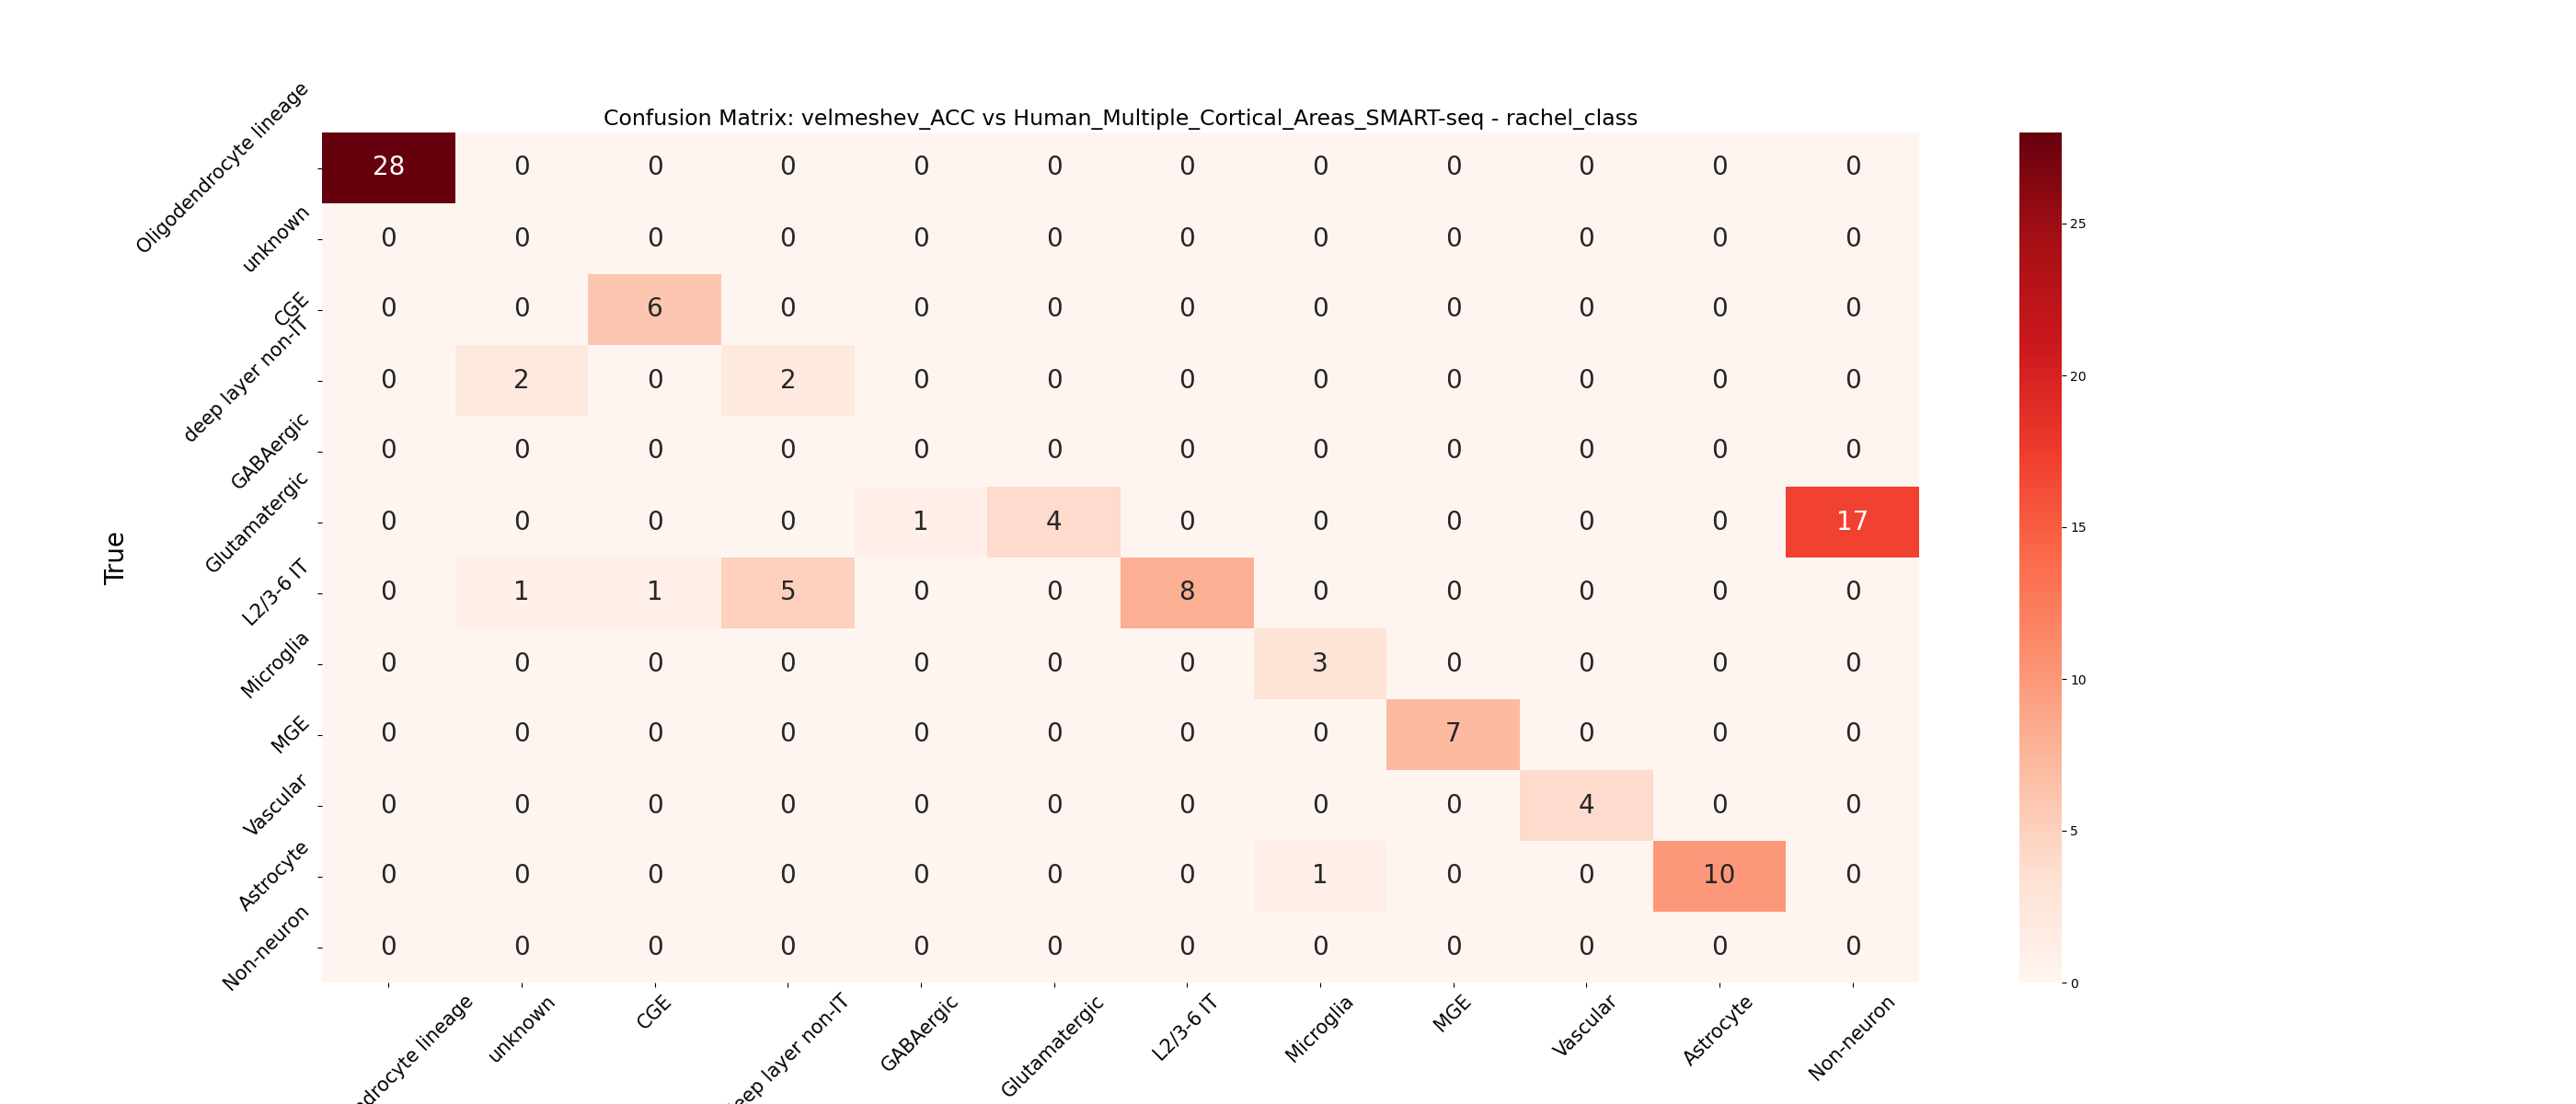 Confusion Matrix: velmeshev_ACC vs Human_Multiple_Cortical_Areas_SMART-seq - rachel_class
True
Oligodendrocyte lineage 28 0 0 0 0 0 0 0 0 0 0 0
unknown 0 0 0 0 0 0 0 0 0 0 0 0
CGE 0 0 6 0 0 0 0 0 0 0 0 0
deep layer non-IT 0 2 0 2 0 0 0 0 0 0 0 0
GABAergic 0 0 0 0 0 0 0 0 0 0 0 0
Glutamatergic 0 0 0 0 1 4 0 0 0 0 0 17
L2/3-6 IT 0 1 1 5 0 0 8 0 0 0 0 0
Microglia 0 0 0 0 0 0 0 3 0 0 0 0
MGE 0 0 0 0 0 0 0 0 7 0 0 0
Vascular 0 0 0 0 0 0 0 0 0 4 0 0
Astrocyte 0 0 0 0 0 0 0 1 0 0 10 0
Non-neuron 0 0 0 0 0 0 0 0 0 0 0 0
ndrocyte lineage unknown CGE eep layer non-IT GABAergic Glutamatergic L2/3-6 IT Microglia MGE Vascular Astrocyte Non-neuron
25
20
15
10
5
0